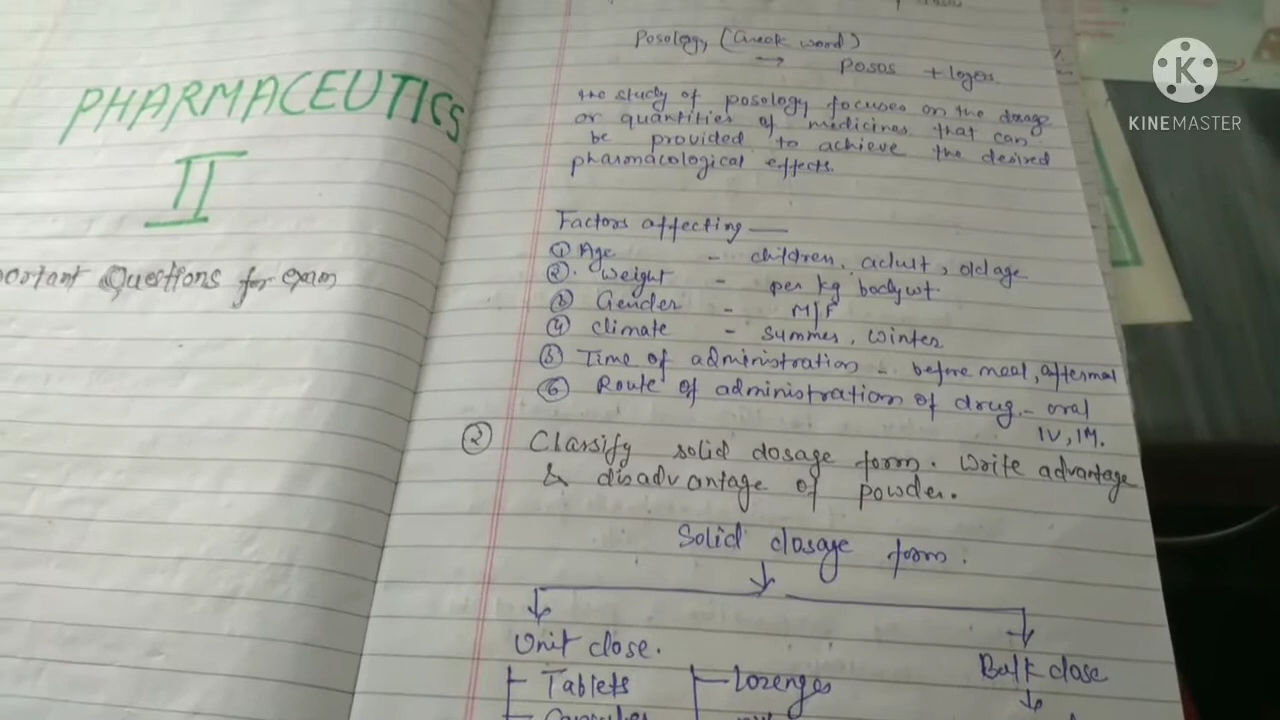 PHARMACEUTICS
II
Questions for exam
Posology (Greek word)
→ Posos + logos
the study of posology focuses on the dosage
or quantities of medicines that can
be provided to achieve the desired
pharmacological effects.
Factors affecting —
① Age - children, adult, old age
②. Weight - per kg body wt.
③ Gender - M/F
④ Climate - summer, winter
⑤ Time of administration - before meal, aftermeal
⑥ Route of administration of drug - oral
IV, IM.
② Classify solid dosage form. Write advantage
& disadvantage of powder.
Solid dosage form.
Unit dose.
Bulk dose
Tablets
Lozenges
Capsules
K
KINEMASTER